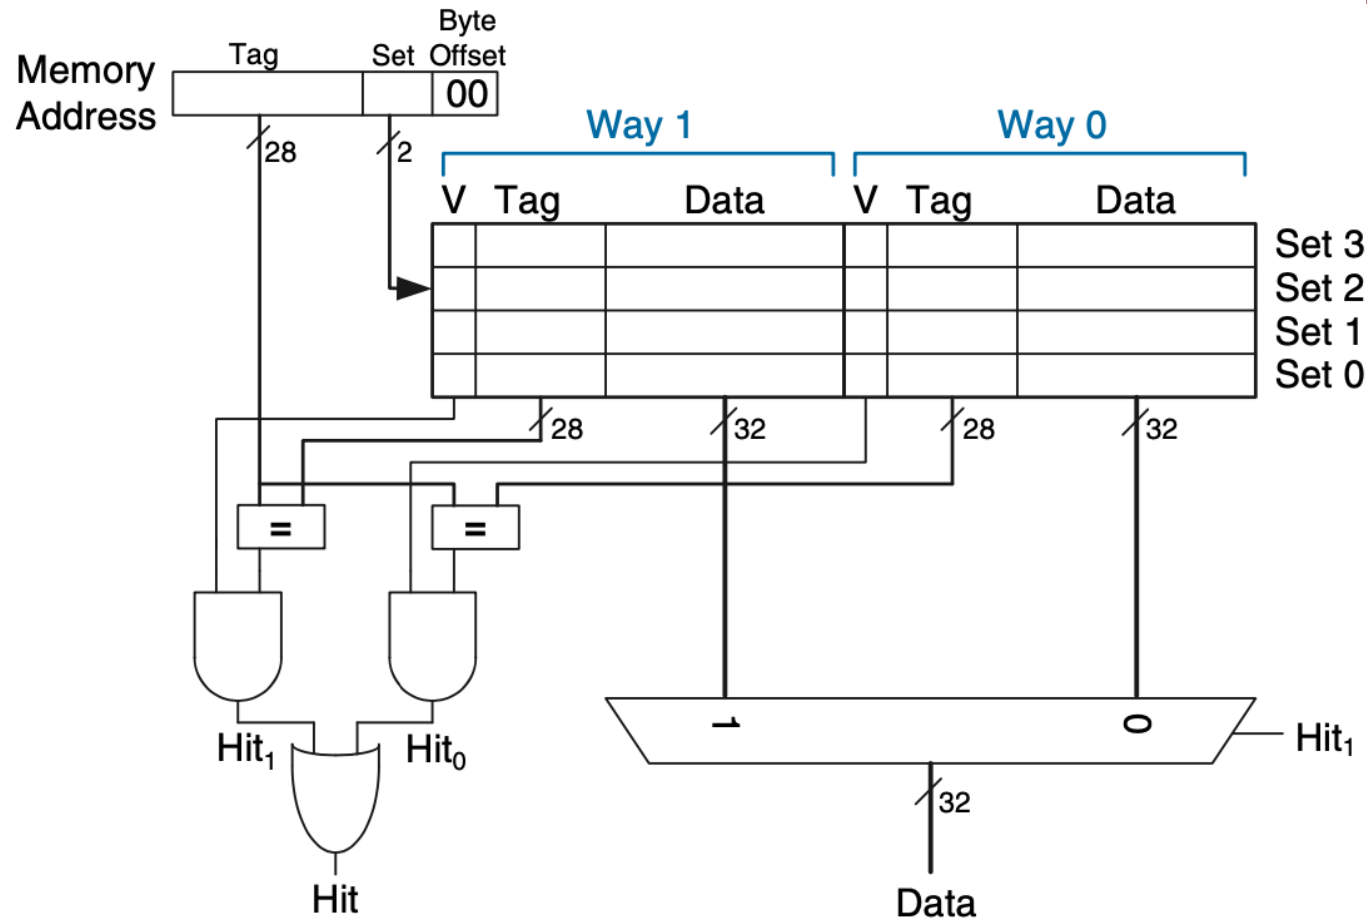 Byte
Tag Set Offset
Memory
Address
00
28 2
Way 1 Way 0
V Tag Data V Tag Data
Set 3
Set 2
Set 1
Set 0
28 32 28 32
= =
1 0
Hit1 Hit0 Hit1
32
Hit Data